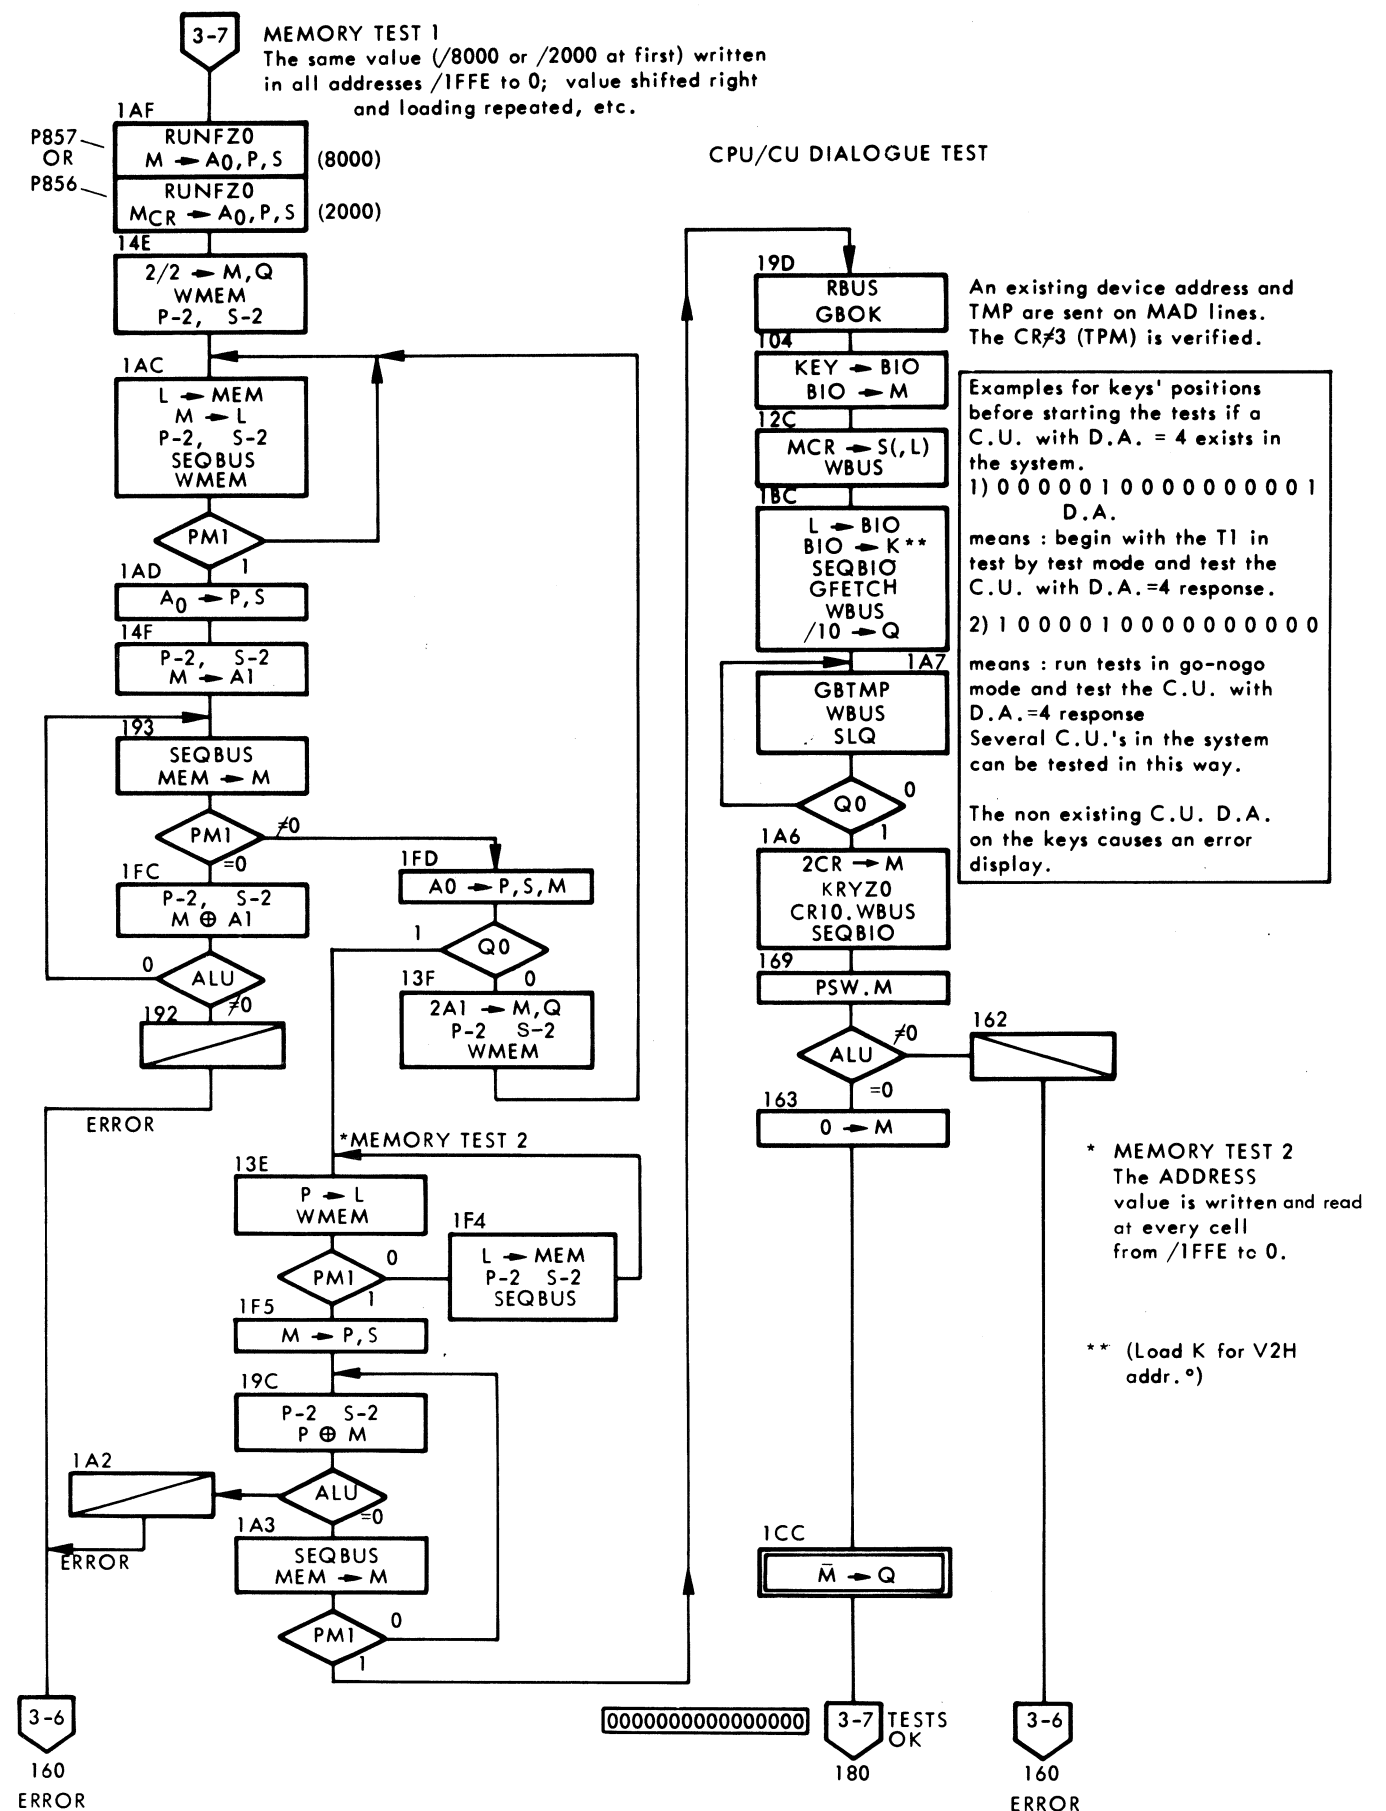 3-7
MEMORY TEST 1
The same value (/8000 or /2000 at first) written
in all addresses /1FFE to 0; value shifted right
and loading repeated, etc.
1AF
P857
OR
P856
RUNFZ0
M → A0,P,S
(8000)
RUNFZ0
MCR → A0,P,S
(2000)
14E
2/2 → M,Q
WMEM
P-2, S-2
1AC
L → MEM
M → L
P-2, S-2
SEQBUS
WMEM
PM1
1
1AD
A0 → P,S
14F
P-2, S-2
M → A1
193
SEQBUS
MEM → M
PM1
≠0
=0
1FC
P-2, S-2
M ⊕ A1
ALU
0
≠0
192
ERROR
1FD
A0 → P,S,M
Q0
1
0
13F
2A1 → M,Q
P-2 S-2
WMEM
*MEMORY TEST 2
13E
P → L
WMEM
PM1
0
1
1F4
L → MEM
P-2 S-2
SEQBUS
1F5
M → P,S
19C
P-2 S-2
P ⊕ M
ALU
=0
1A2
ERROR
1A3
SEQBUS
MEM → M
PM1
0
1
3-6
160
ERROR
CPU/CU DIALOGUE TEST
19D
RBUS
GBOK
104
KEY → BIO
BIO → M
12C
MCR → S(,L)
WBUS
1BC
L → BIO
BIO → K**
SEQBIO
GFETCH
WBUS
/10 → Q
1A7
GBTMP
WBUS
SLQ
Q0
0
1
1A6
2CR → M
KRYZ0
CR10.WBUS
SEQBIO
169
PSW.M
ALU
≠0
=0
162
163
0 → M
1CC
M̄ → Q
0000000000000000
3-7
TESTS
OK
180
3-6
160
ERROR
An existing device address and
TMP are sent on MAD lines.
The CR≠3 (TPM) is verified.
Examples for keys' positions
before starting the tests if a
C.U. with D.A. = 4 exists in
the system.
1) 0 0 0 0 0 1 0 0 0 0 0 0 0 0 0 1
D.A.
means : begin with the T1 in
test by test mode and test the
C.U. with D.A.=4 response.
2) 1 0 0 0 0 1 0 0 0 0 0 0 0 0 0 0
means : run tests in go-nogo
mode and test the C.U. with
D.A.=4 response
Several C.U.'s in the system
can be tested in this way.
The non existing C.U. D.A.
on the keys causes an error
display.
* MEMORY TEST 2
The ADDRESS
value is written and read
at every cell
from /1FFE to 0.
** (Load K for V2H
addr.°)